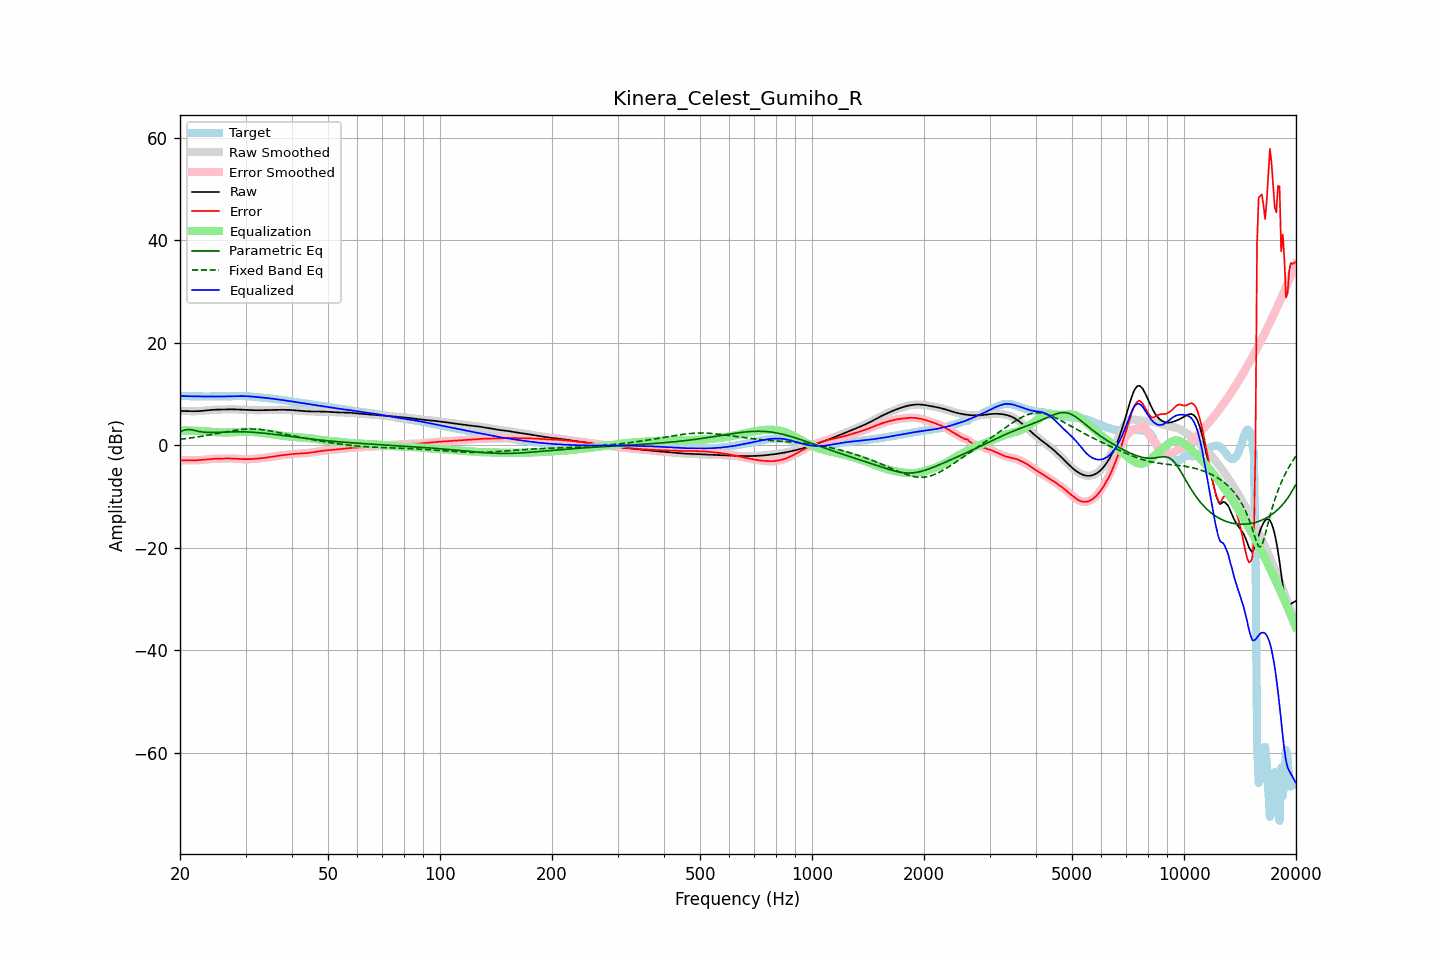 Kinera_Celest_Gumiho_R
Target
Raw Smoothed
Error Smoothed
Raw
Error
Equalization
Parametric Eq
Fixed Band Eq
Equalized
60
40
20
0
−20
−40
−60
Amplitude (dBr)
20
50
100
200
500
1000
2000
5000
10000
20000
Frequency (Hz)